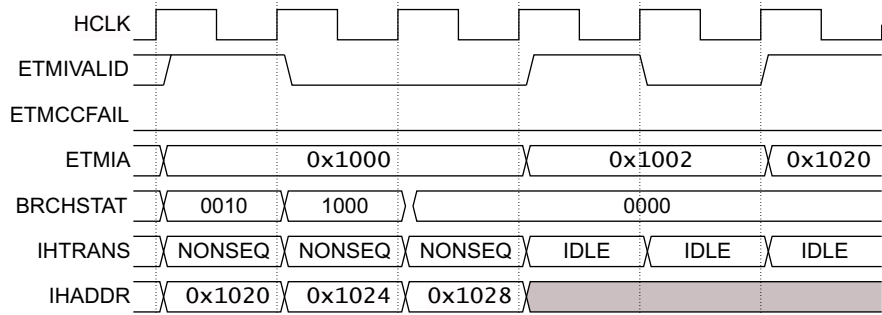 HCLK
ETMIVALID
ETMCCFAIL
ETMIA 0x1000 0x1002 0x1020
BRCHSTAT 0010 1000 0000
IHTRANS NONSEQ NONSEQ NONSEQ IDLE IDLE IDLE
IHADDR 0x1020 0x1024 0x1028